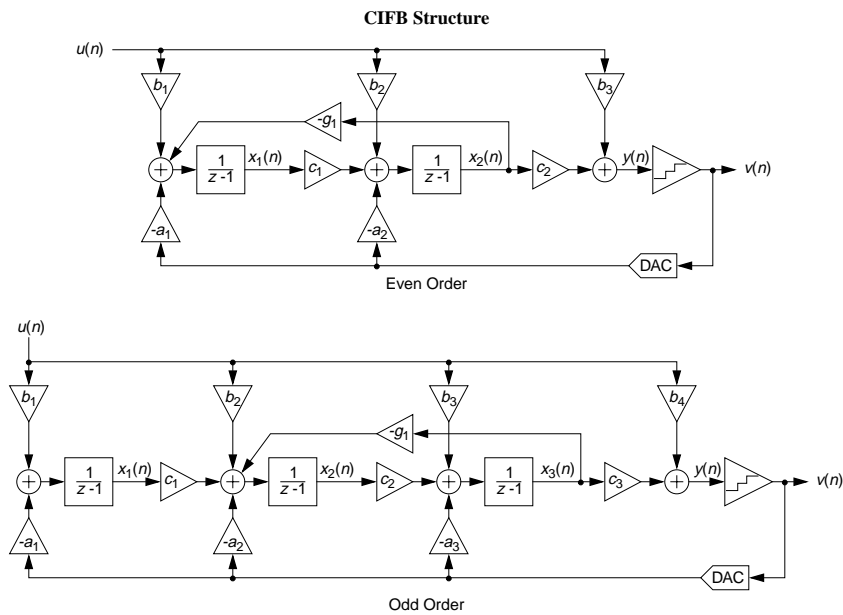 CIFB Structure
u(n)
b1 b2 b3
-g1
1/z-1 x1(n) c1 1/z-1 x2(n) c2 y(n) v(n)
-a1 -a2
DAC
Even Order
u(n)
b1 b2 b3 b4
-g1
1/z-1 x1(n) c1 1/z-1 x2(n) c2 1/z-1 x3(n) c3 y(n) v(n)
-a1 -a2 -a3
DAC
Odd Order